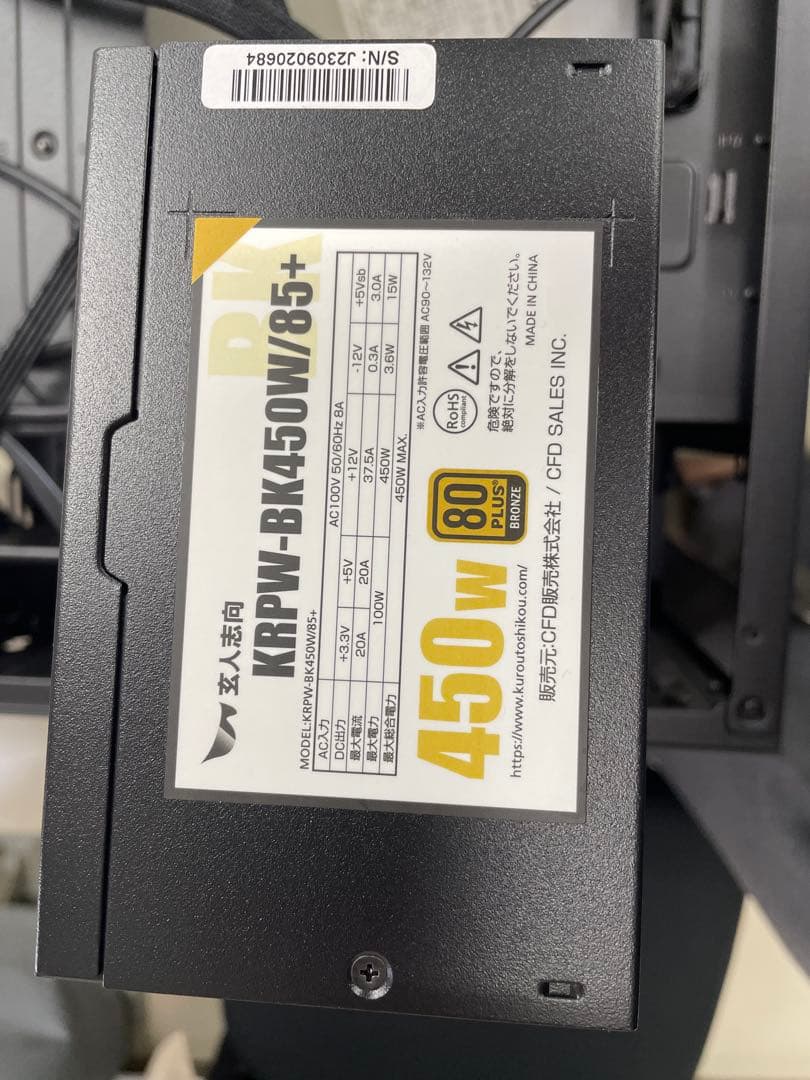 S/N: J2309020684
BK
玄人志向
KRPW-BK450W/85+
MODEL:KRPW-BK450W/85+
AC入力 AC100V 50/60Hz 8A
DC出力 +3.3V +5V +12V -12V +5Vsb
最大電流 20A 20A 37.5A 0.3A 3.0A
最大電力 100W 450W 3.6W 15W
最大総合電力 450W MAX.
※AC入力許容電圧範囲 AC90～132V
450W
80
PLUS®
BRONZE
RoHS
compliant
危険ですので、
絶対に分解をしないでください。
MADE IN CHINA
https://www.kuroutoshikou.com/
販売元:CFD販売株式会社 / CFD SALES INC.